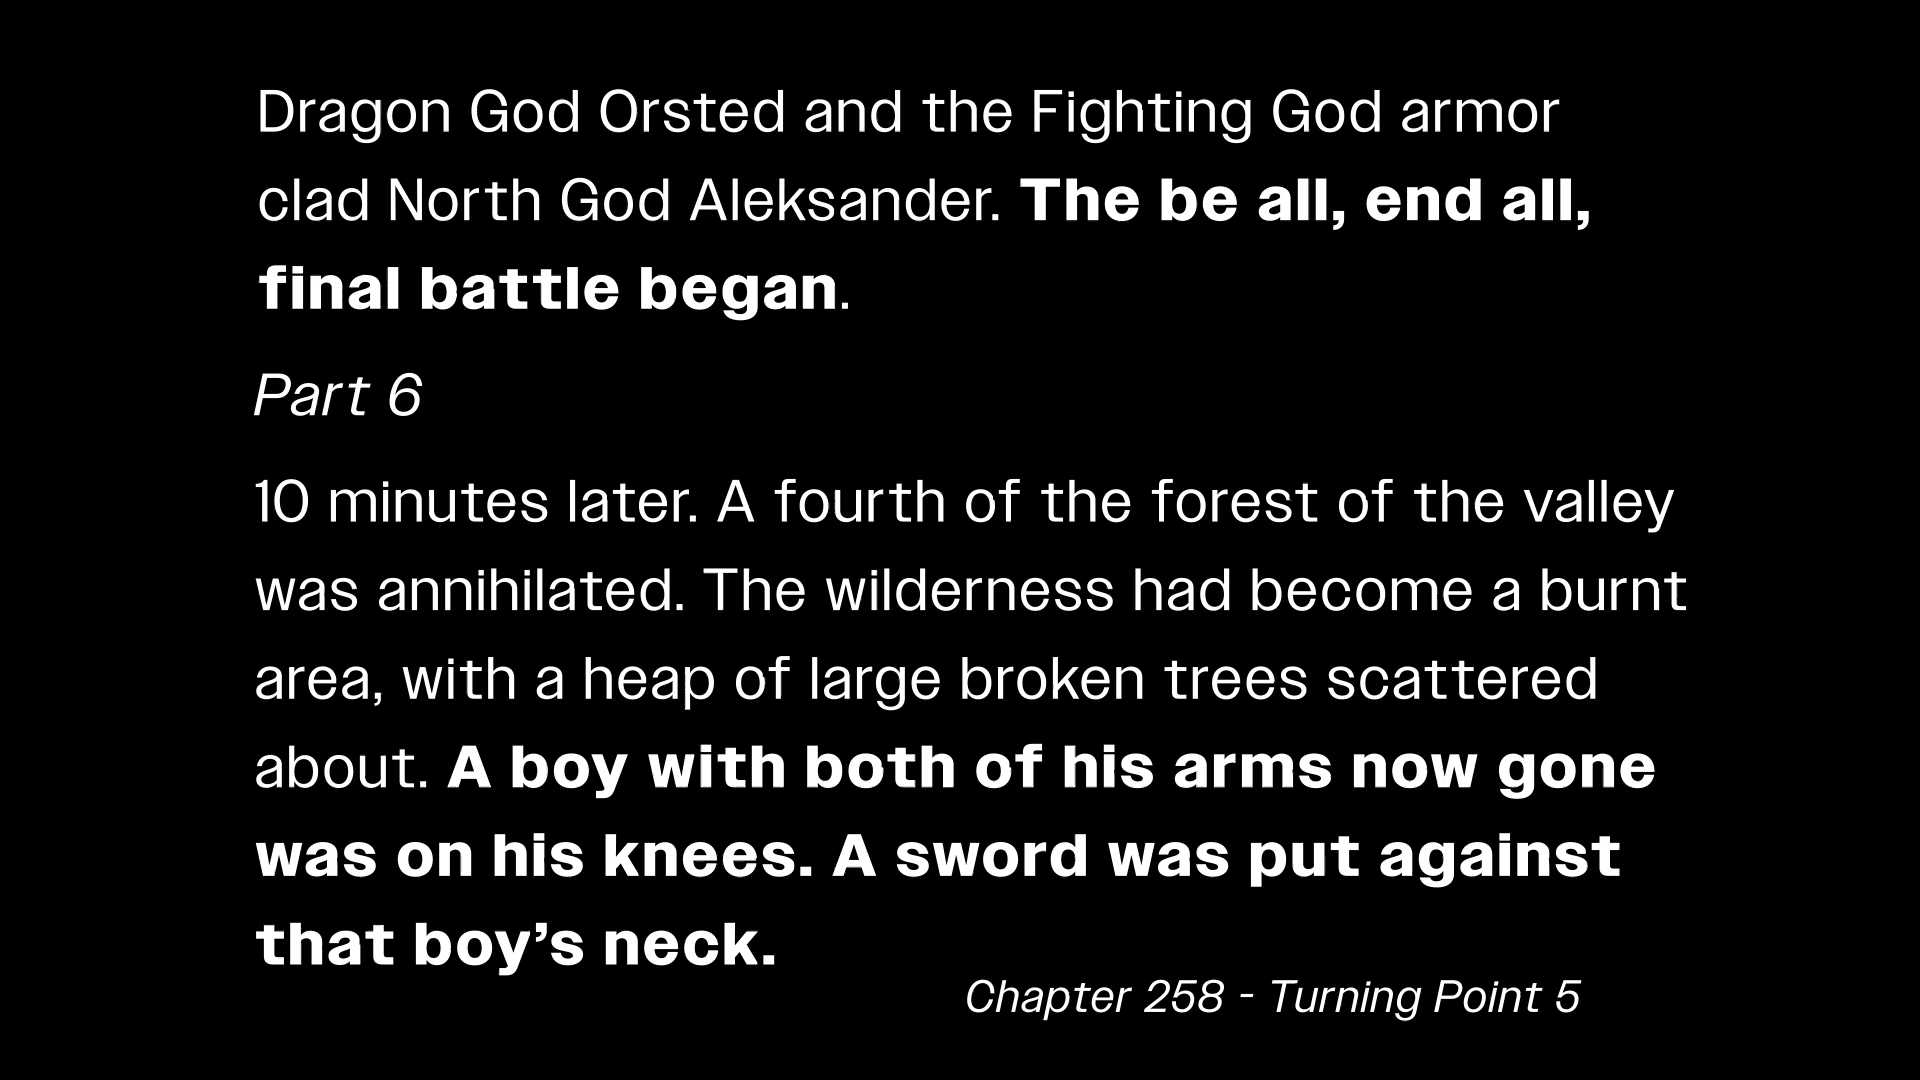 Dragon God Orsted and the Fighting God armor
clad North God Aleksander. The be all, end all,
final battle began.
Part 6
10 minutes later. A fourth of the forest of the valley
was annihilated. The wilderness had become a burnt
area, with a heap of large broken trees scattered
about. A boy with both of his arms now gone
was on his knees. A sword was put against
that boy’s neck.
Chapter 258 - Turning Point 5